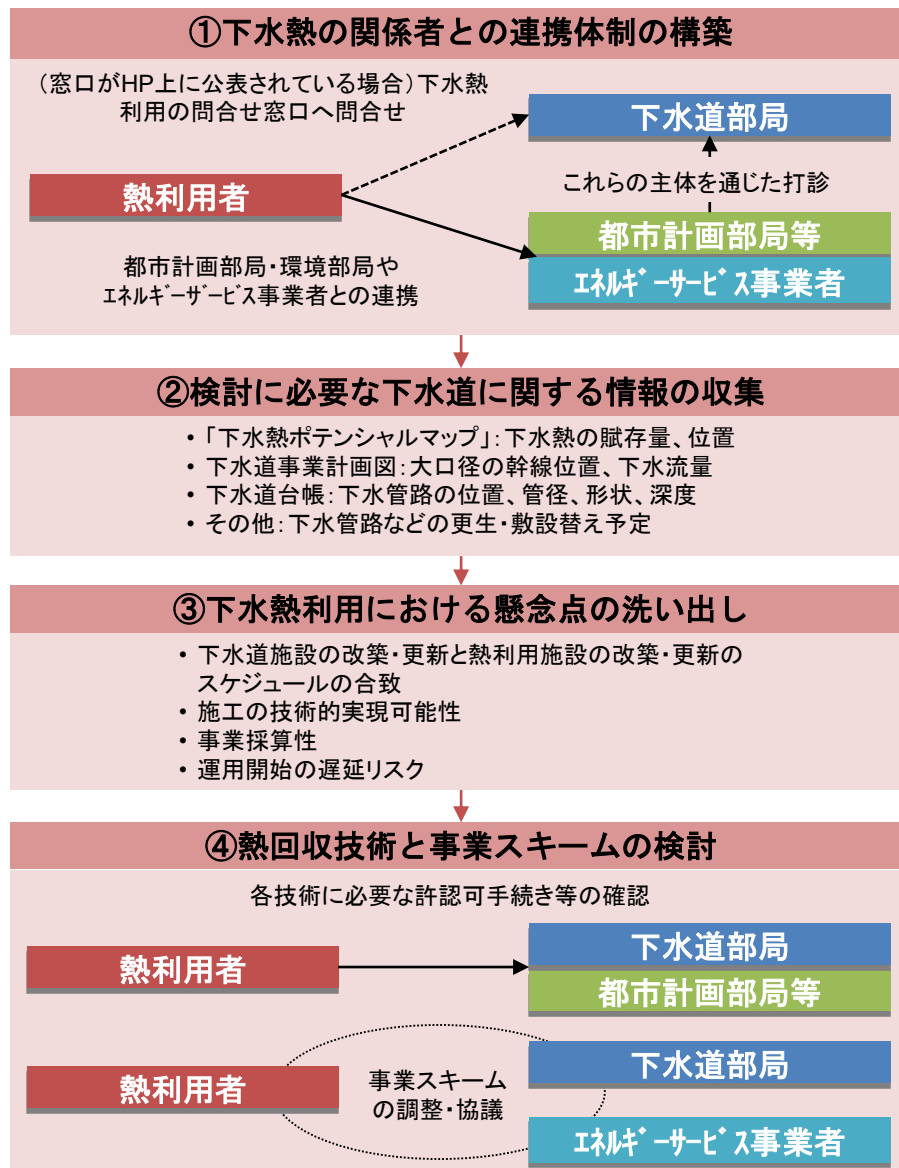 ①下水熱の関係者との連携体制の構築
（窓口がHP上に公表されている場合）下水熱
利用の問合せ窓口へ問合せ
下水道部局
熱利用者
これらの主体を通じた打診
都市計画部局等
都市計画部局・環境部局や
ｴﾈﾙｷﾞｰｻﾞｰﾋﾞｽ事業者との連携
ｴﾈﾙｷﾞｰｻｰﾋﾞｽ事業者
②検討に必要な下水道に関する情報の収集
•「下水熱ポテンシャルマップ」：下水熱の賦存量、位置
• 下水道事業計画図：大口径の幹線位置、下水流量
• 下水道台帳：下水管路の位置、管径、形状、深度
• その他：下水管路などの更生・敷設替え予定
③下水熱利用における懸念点の洗い出し
• 下水道施設の改築・更新と熱利用施設の改築・更新の
スケジュールの合致
• 施工の技術的実現可能性
• 事業採算性
• 運用開始の遅延リスク
④熱回収技術と事業スキームの検討
各技術に必要な許認可手続き等の確認
下水道部局
熱利用者
都市計画部局等
下水道部局
熱利用者
事業スキーム
の調整・協議
ｴﾈﾙｷﾞｰｻｰﾋﾞｽ事業者